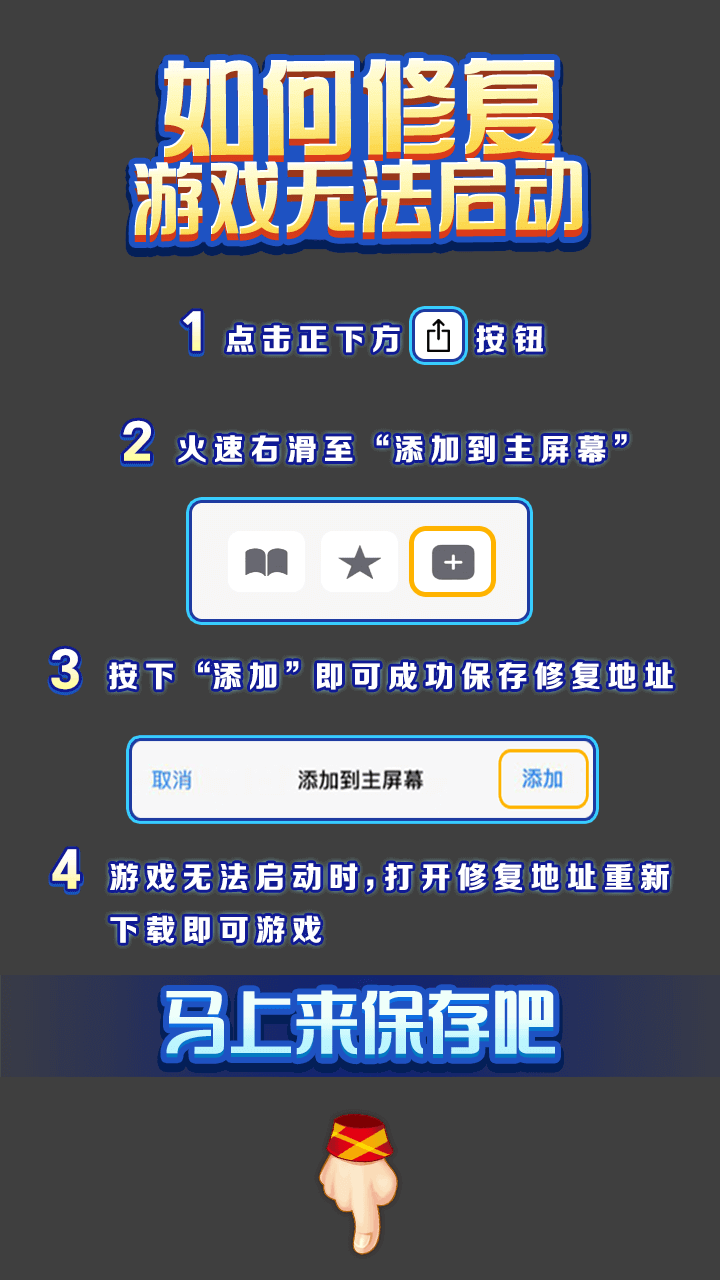 如何修复
游戏无法启动
1 点击正下方 按钮
2 火速右滑至“添加到主屏幕”
3 按下“添加”即可成功保存修复地址
取消 添加到主屏幕 添加
4 游戏无法启动时,打开修复地址重新
下载即可游戏
马上来保存吧